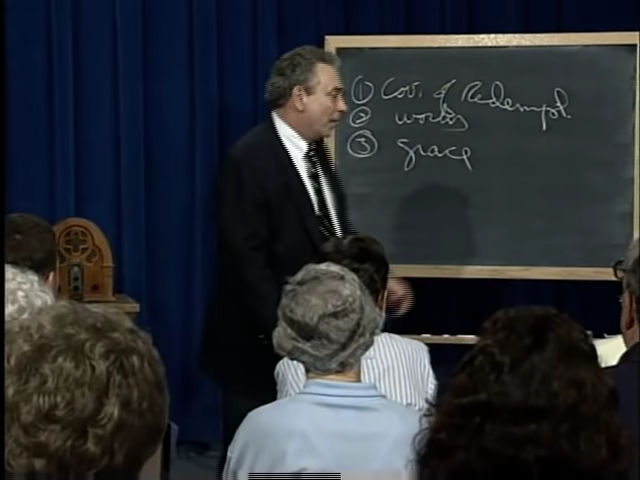 ① Cov. of Redempt.
② works
③ grace